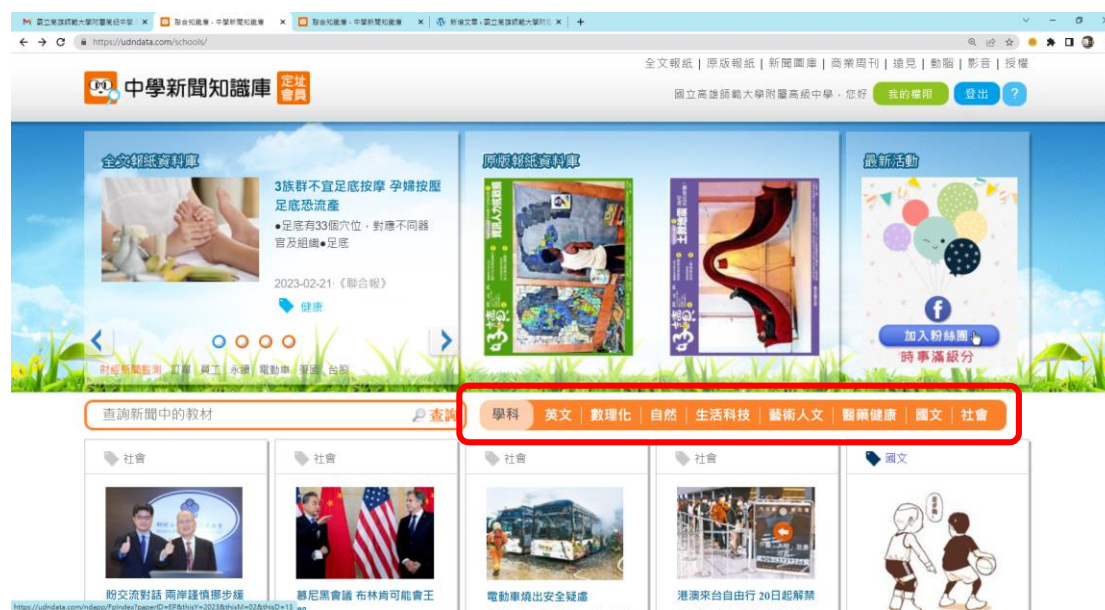 國立高雄師範大學附屬高級中學
聯合知識庫 - 中學新聞知識庫
聯合知識庫 - 中學新聞知識庫
https://udndata.com/schools/
中學新聞知識庫 定址會員
全文報紙 | 原版報紙 | 新聞圖庫 | 商業周刊 | 遠見 | 動腦 | 影音 | 授權
國立高雄師範大學附屬高級中學，您好 我的權限 登出 ?
全文報紙資料庫
3族群不宜足底按摩 孕婦按壓
足底恐流產
●足底有33個穴位，對應不同器
官及組織●足底
2023-02-21·《聯合報》
健康
財經新聞監測 訂單 員工 永續 電動車 美國 台股
原版報紙資料庫
最新活動
加入粉絲團
時事滿級分
查詢新聞中的教材 查詢
學科 英文 | 數理化 | 自然 | 生活科技 | 藝術人文 | 醫藥健康 | 國文 | 社會
社會
盼交流對話 兩岸謹慎挪步緩
社會
慕尼黑會議 布林肯可能會王
社會
電動車燒出安全疑慮
社會
港澳來台自由行 20日起解禁
國文
https://udndata.com/ndapp/FpIndex?paperID=EP&thisY=2023&thisM=02&thisD=13